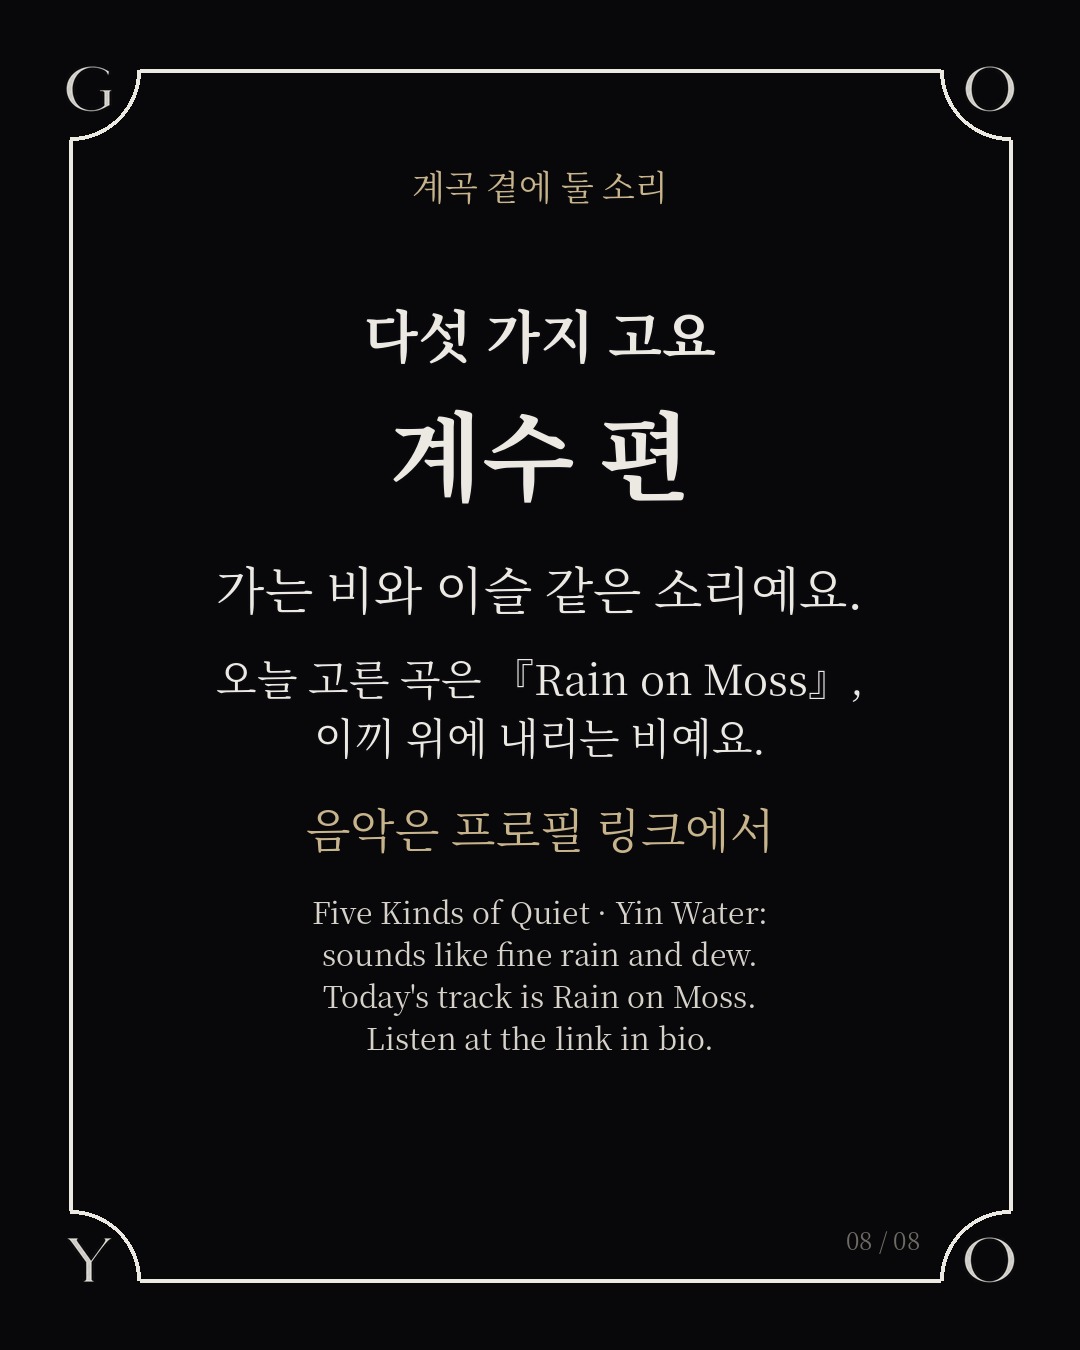 G O
계곡 곁에 둘 소리
다섯 가지 고요
계수 편
가는 비와 이슬 같은 소리예요.
오늘 고른 곡은 『Rain on Moss』,
이끼 위에 내리는 비예요.
음악은 프로필 링크에서
Five Kinds of Quiet · Yin Water:
sounds like fine rain and dew.
Today's track is Rain on Moss.
Listen at the link in bio.
08 / 08
Y O